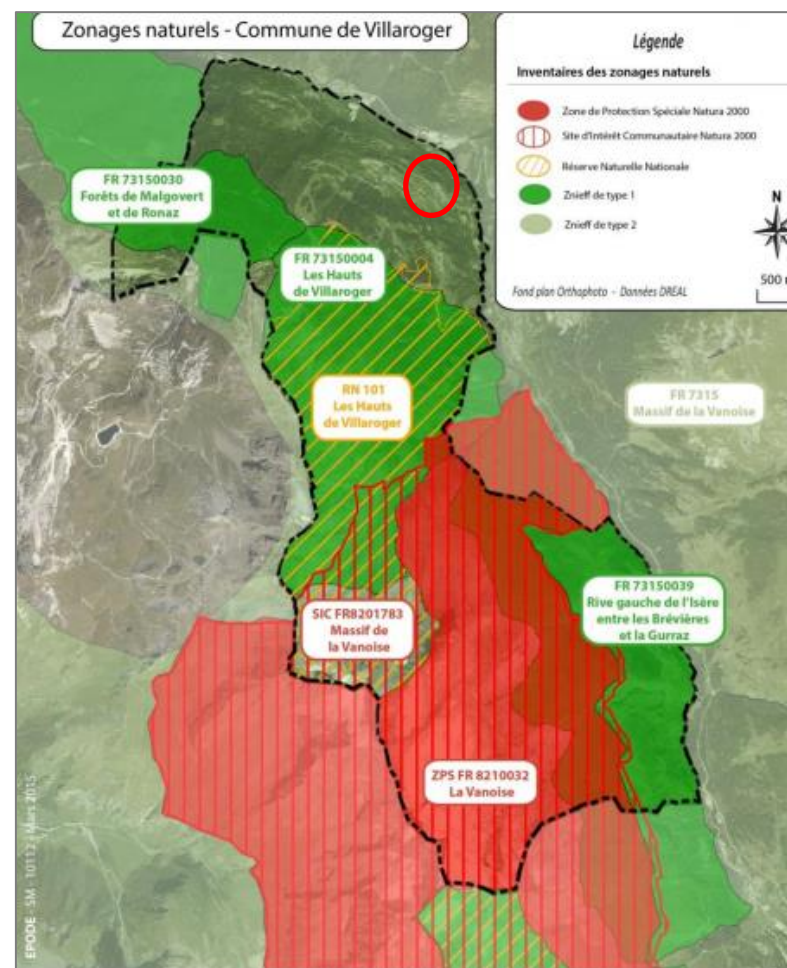 Zonages naturels - Commune de Villaroger
Légende
Inventaires des zonages naturels
Zone de Protection Spéciale Natura 2000
Site d'Intérêt Communautaire Natura 2000
Réserve Naturelle Nationale
Znieff de type 1
Znieff de type 2
N
500
Fond plan Orthophoto - Données DREAL
FR 73150030
Forêts de Malgovert
et de Ronaz
FR 73150004
Les Hauts
de Villaroger
RN 101
Les Hauts
de Villaroger
FR 7315
Massif de la Vanoise
SIC FR8201783
Massif de
la Vanoise
FR 73150039
Rive gauche de l'Isère
entre les Brévières
et la Gurraz
ZPS FR 8210032
La Vanoise
EPODE - SM - 10112 - Mars 2015